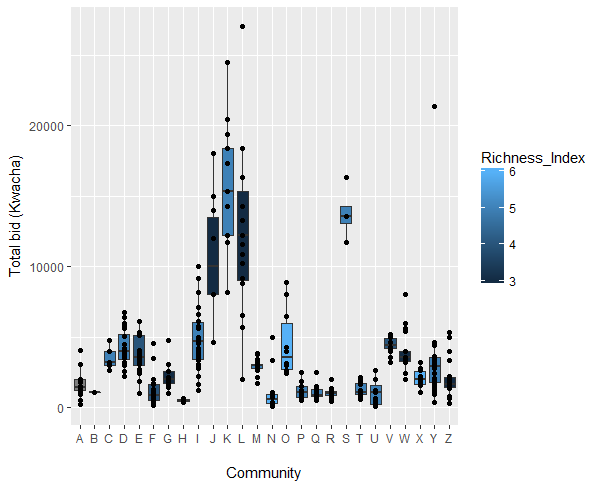 Total bid (Kwacha)
20000
10000
0
A B C D E F G H I J K L M N O P Q R S T U V W X Y Z
Community
Richness_Index
6
5
4
3